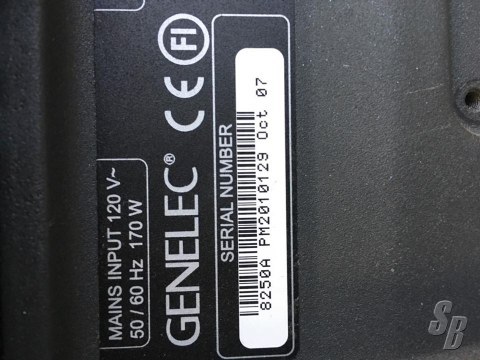 MAINS INPUT 120 V~
50 / 60 Hz 170 W
GENELEC®
CE FI
SERIAL NUMBER
8250A PM2010129 Oct 07
SB